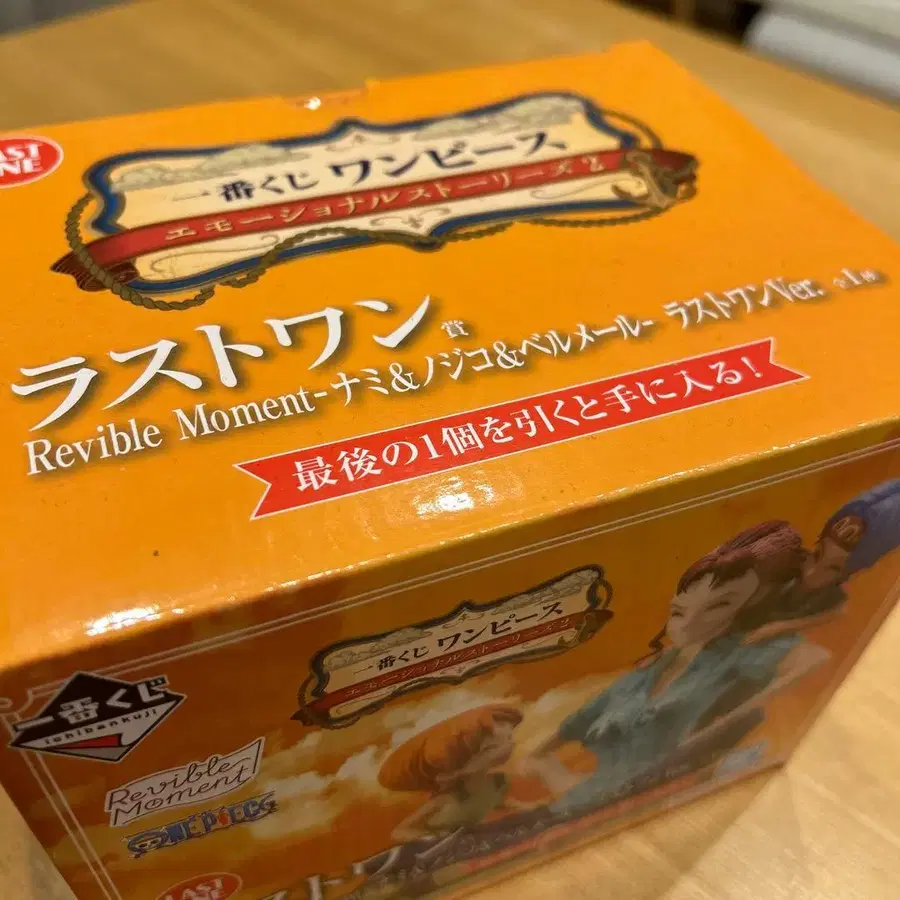 一番くじ ワンピース
エモーショナルストーリーズ2
ラストワン賞
Revible Moment-ナミ&ノジコ&ベルメール- ラストワンVer. 全1種
最後の1個を引くと手に入る!
一番くじ ワンピース
エモーショナルストーリーズ2
一番くじ
ichibankuji
Revible
Moment
ONE PIECE
ストワン